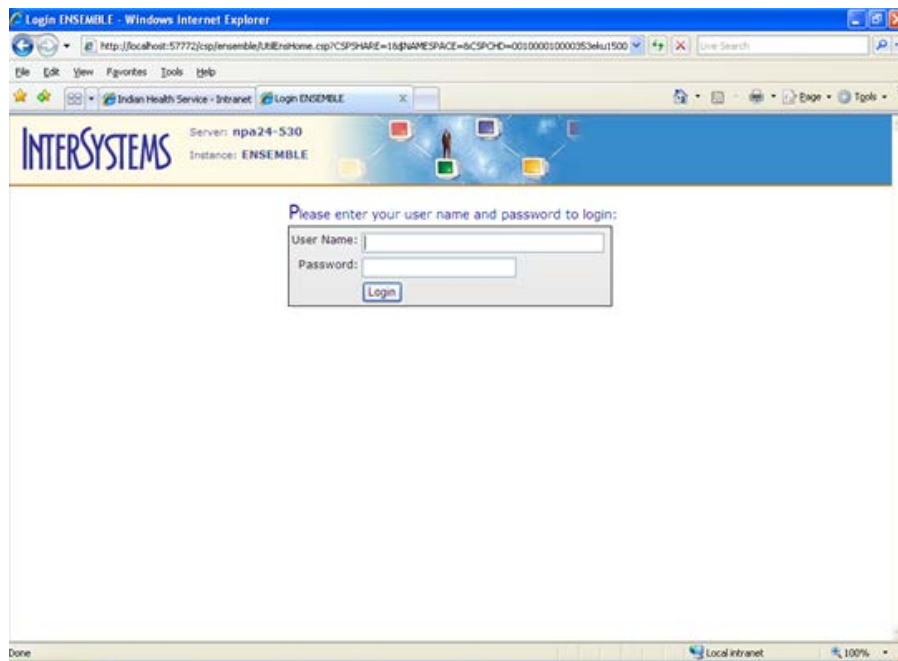 Login ENSEMBLE - Windows Internet Explorer
http://localhost:57772/csp/ensemble/UtilEnsHome.csp?CSPSHARE=1&$NAMESPACE=&CSPCHD=0010000100003S3eku1500
Live Search
File Edit View Favorites Tools Help
Indian Health Service - Intranet Login ENSEMBLE X Page Tools
INTERSYSTEMS
Server: npa24-530
Instance: ENSEMBLE
Please enter your user name and password to login:
User Name:
Password:
Login
Done Local intranet 100%